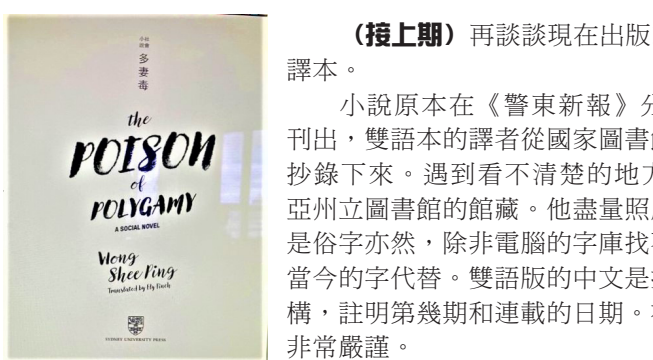 社會小說
多妻毒
the
POISON
of
POLYGAMY
A SOCIAL NOVEL
Wong
Shee Ping
Translated by Ely Finch
SYDNEY UNIVERSITY PRESS
（接上期）再談談現在出版
譯本。
小說原本在《警東新報》分
刊出，雙語本的譯者從國家圖書館
抄錄下來。遇到看不清楚的地方
亞州立圖書館的館藏。他盡量照
是俗字亦然，除非電腦的字庫找
當今的字代替。雙語版的中文是
構，註明第幾期和連載的日期。
非常嚴謹。